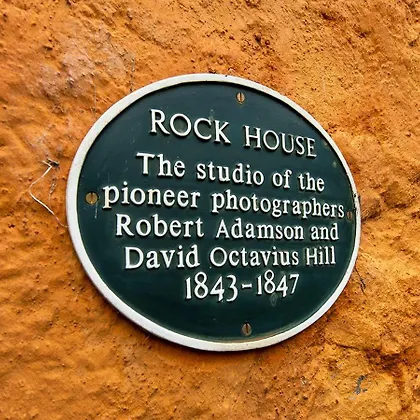 ROCK HOUSE
The studio of the
pioneer photographers
Robert Adamson and
David Octavius Hill
1843-1847